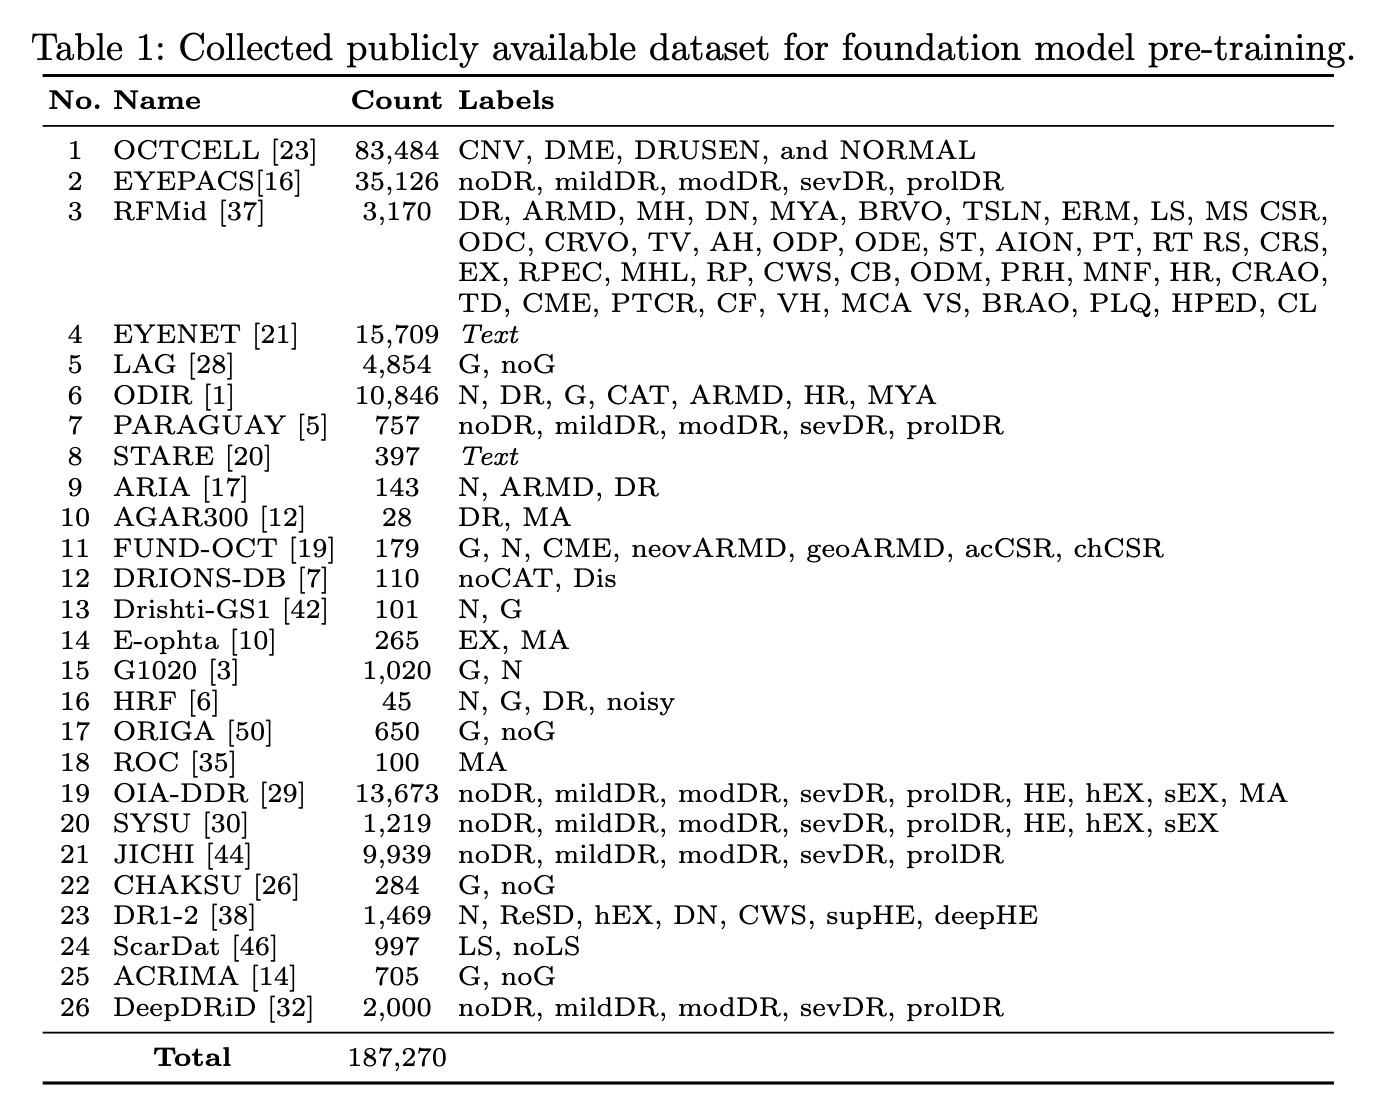 Table 1: Collected publicly available dataset for foundation model pre-training.
No. Name Count Labels
1 OCTCELL [23] 83,484 CNV, DME, DRUSEN, and NORMAL
2 EYEPACS[16] 35,126 noDR, mildDR, modDR, sevDR, prolDR
3 RFMid [37] 3,170 DR, ARMD, MH, DN, MYA, BRVO, TSLN, ERM, LS, MS CSR,
ODC, CRVO, TV, AH, ODP, ODE, ST, AION, PT, RT RS, CRS,
EX, RPEC, MHL, RP, CWS, CB, ODM, PRH, MNF, HR, CRAO,
TD, CME, PTCR, CF, VH, MCA VS, BRAO, PLQ, HPED, CL
4 EYENET [21] 15,709 Text
5 LAG [28] 4,854 G, noG
6 ODIR [1] 10,846 N, DR, G, CAT, ARMD, HR, MYA
7 PARAGUAY [5] 757 noDR, mildDR, modDR, sevDR, prolDR
8 STARE [20] 397 Text
9 ARIA [17] 143 N, ARMD, DR
10 AGAR300 [12] 28 DR, MA
11 FUND-OCT [19] 179 G, N, CME, neovARMD, geoARMD, acCSR, chCSR
12 DRIONS-DB [7] 110 noCAT, Dis
13 Drishti-GS1 [42] 101 N, G
14 E-ophta [10] 265 EX, MA
15 G1020 [3] 1,020 G, N
16 HRF [6] 45 N, G, DR, noisy
17 ORIGA [50] 650 G, noG
18 ROC [35] 100 MA
19 OIA-DDR [29] 13,673 noDR, mildDR, modDR, sevDR, prolDR, HE, hEX, sEX, MA
20 SYSU [30] 1,219 noDR, mildDR, modDR, sevDR, prolDR, HE, hEX, sEX
21 JICHI [44] 9,939 noDR, mildDR, modDR, sevDR, prolDR
22 CHAKSU [26] 284 G, noG
23 DR1-2 [38] 1,469 N, ReSD, hEX, DN, CWS, supHE, deepHE
24 ScarDat [46] 997 LS, noLS
25 ACRIMA [14] 705 G, noG
26 DeepDRiD [32] 2,000 noDR, mildDR, modDR, sevDR, prolDR
Total 187,270